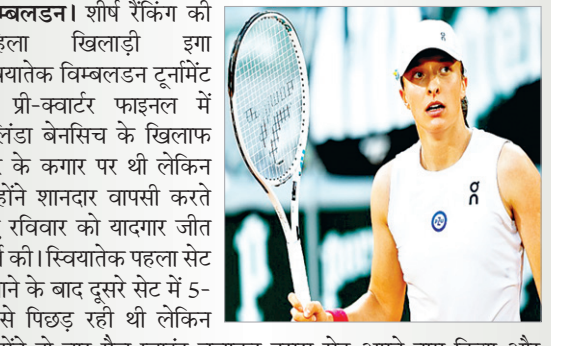 म्बलडन। शीर्ष रैंकिंग की
हला खिलाड़ी इगा
यातेक विम्बलडन टूर्नामेंट
प्री-क्वार्टर फाइनल में
लंडा बेनसिच के खिलाफ
के कगार पर थी लेकिन
होंने शानदार वापसी करते
रविवार को यादगार जीत
की। स्वियातेक पहला सेट
ाने के बाद दूसरे सेट में 5-
से पिछड़ रही थी लेकिन
on